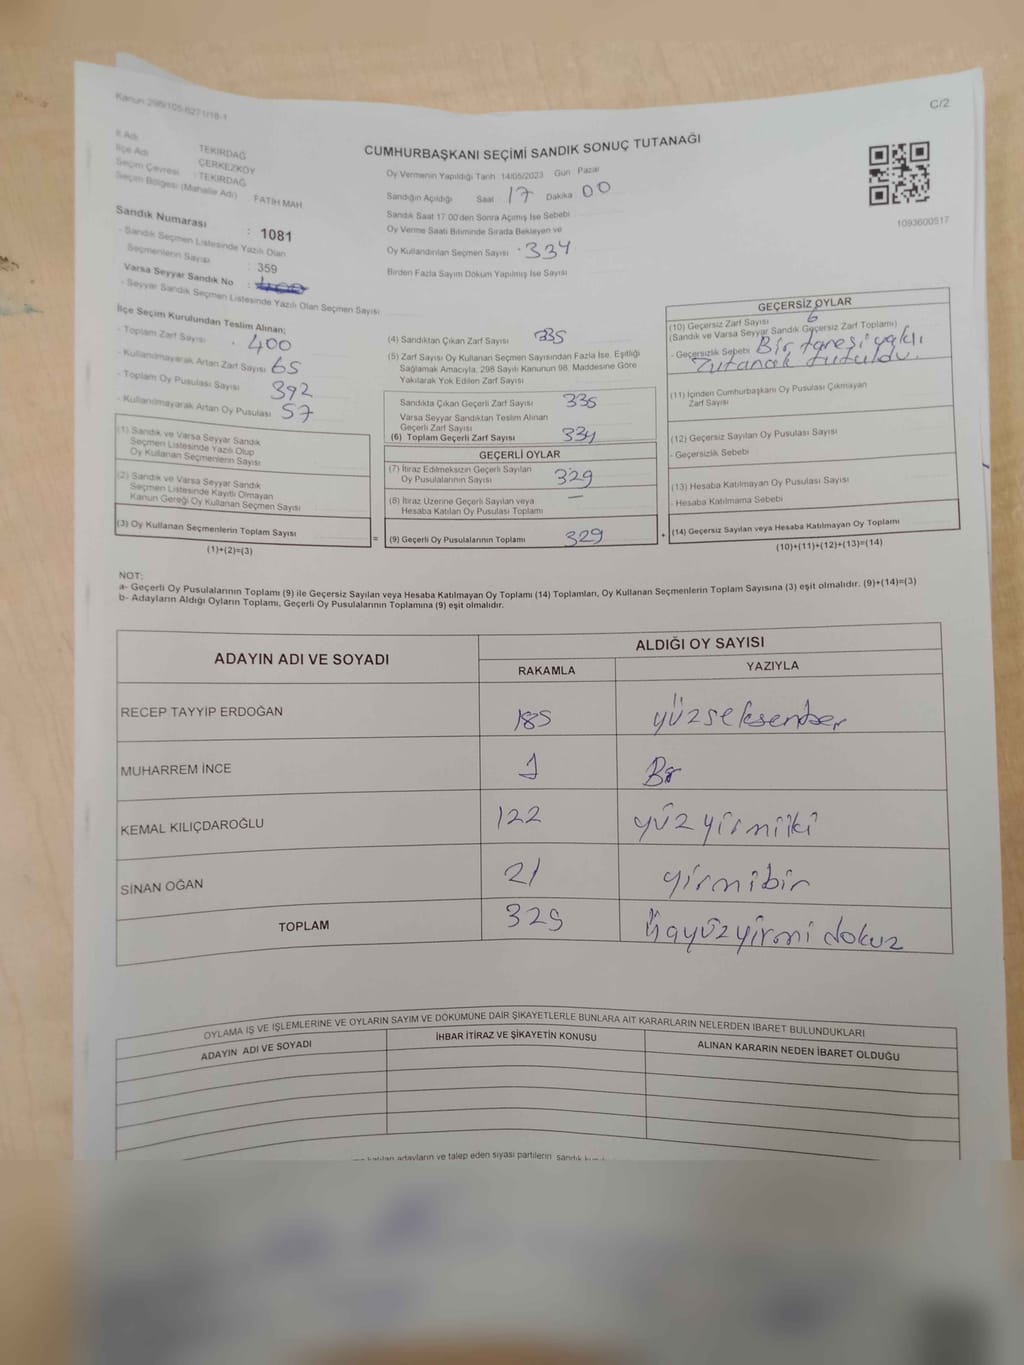 Kanun 298/105-6271/18-1
C/2
CUMHURBAŞKANI SEÇİMİ SANDIK SONUÇ TUTANAĞI
İl Adı : TEKİRDAĞ
İlçe Adı : ÇERKEZKÖY
Seçim Çevresi : TEKİRDAĞ
Seçim Bölgesi (Mahalle Adı) FATİH MAH
Sandık Numarası : 1081
- Sandık Seçmen Listesinde Yazılı Olan
Seçmenlerin Sayısı : 359
Varsa Seyyar Sandık No :
- Seyyar Sandık Seçmen Listesinde Yazılı Olan Seçmen Sayısı :
Oy Vermenin Yapıldığı Tarih: 14/05/2023 Gün Pazar
Sandığın Açıldığı Saat 17 Dakika 00
Sandık Saat 17:00'den Sonra Açılmış İse Sebebi
Oy Verme Saati Bitiminde Sırada Bekleyen ve
Oy Kullandırılan Seçmen Sayısı 334
Birden Fazla Sayım Döküm Yapılmış İse Sayısı
1093600517
İlçe Seçim Kurulundan Teslim Alınan;
- Toplam Zarf Sayısı 400
- Kullanılmayarak Artan Zarf Sayısı 65
- Toplam Oy Pusulası Sayısı 392
- Kullanılmayarak Artan Oy Pusulası 57
(1) Sandık ve Varsa Seyyar Sandık
Seçmen Listesinde Yazılı Olup
Oy Kullanan Seçmenlerin Sayısı
(2) Sandık ve Varsa Seyyar Sandık
Seçmen Listesinde Kayıtlı Olmayan
Kanun Gereği Oy Kullanan Seçmen Sayısı
(3) Oy Kullanan Seçmenlerin Toplam Sayısı
(1)+(2)=(3)
(4) Sandıktan Çıkan Zarf Sayısı 335
(5) Zarf Sayısı Oy Kullanan Seçmen Sayısından Fazla İse, Eşitliği
Sağlamak Amacıyla, 298 Sayılı Kanunun 98. Maddesine Göre
Yakılarak Yok Edilen Zarf Sayısı
Sandıkta Çıkan Geçerli Zarf Sayısı 335
Varsa Seyyar Sandıktan Teslim Alınan
Geçerli Zarf Sayısı
(6) Toplam Geçerli Zarf Sayısı 334
GEÇERLİ OYLAR
(7) İtiraz Edilmeksizin Geçerli Sayılan
Oy Pusulalarının Sayısı 329
(8) İtiraz Üzerine Geçerli Sayılan veya
Hesaba Katılan Oy Pusulası Toplamı —
= (9) Geçerli Oy Pusulalarının Toplamı 329 +
GEÇERSİZ OYLAR
(10) Geçersiz Zarf Sayısı 6
(Sandık ve Varsa Seyyar Sandık Geçersiz Zarf Toplamı)
- Geçersizlik Sebebi Bir tanesi yaklı
Tutanak tutuldu.
(11) İçinden Cumhurbaşkanı Oy Pusulası Çıkmayan
Zarf Sayısı
(12) Geçersiz Sayılan Oy Pusulası Sayısı
- Geçersizlik Sebebi
(13) Hesaba Katılmayan Oy Pusulası Sayısı
- Hesaba Katılmama Sebebi
(14) Geçersiz Sayılan veya Hesaba Katılmayan Oy Toplamı
(10)+(11)+(12)+(13)=(14)
NOT:
a- Geçerli Oy Pusulalarının Toplamı (9) ile Geçersiz Sayılan veya Hesaba Katılmayan Oy Toplamı (14) Toplamları, Oy Kullanan Seçmenlerin Toplam Sayısına (3) eşit olmalıdır. (9)+(14)=(3)
b- Adayların Aldığı Oyların Toplamı, Geçerli Oy Pusulalarının Toplamına (9) eşit olmalıdır.
ADAYIN ADI VE SOYADI
ALDIĞI OY SAYISI
RAKAMLA YAZIYLA
RECEP TAYYİP ERDOĞAN 185 yüzseksenbeş
MUHARREM İNCE 1 Bir
KEMAL KILIÇDAROĞLU 122 yüzyirmiiki
SİNAN OĞAN 21 yirmibir
TOPLAM 329 üçyüzyirmi dokuz
OYLAMA İŞ VE İŞLEMLERİNE VE OYLARIN SAYIM VE DÖKÜMÜNE DAİR ŞİKAYETLERLE BUNLARA AİT KARARLARIN NELERDEN İBARET BULUNDUKLARI
ADAYIN ADI VE SOYADI İHBAR İTİRAZ VE ŞİKAYETİN KONUSU ALINAN KARARIN NEDEN İBARET OLDUĞU
katılan adayların ve talep eden siyasi partilerin sandık